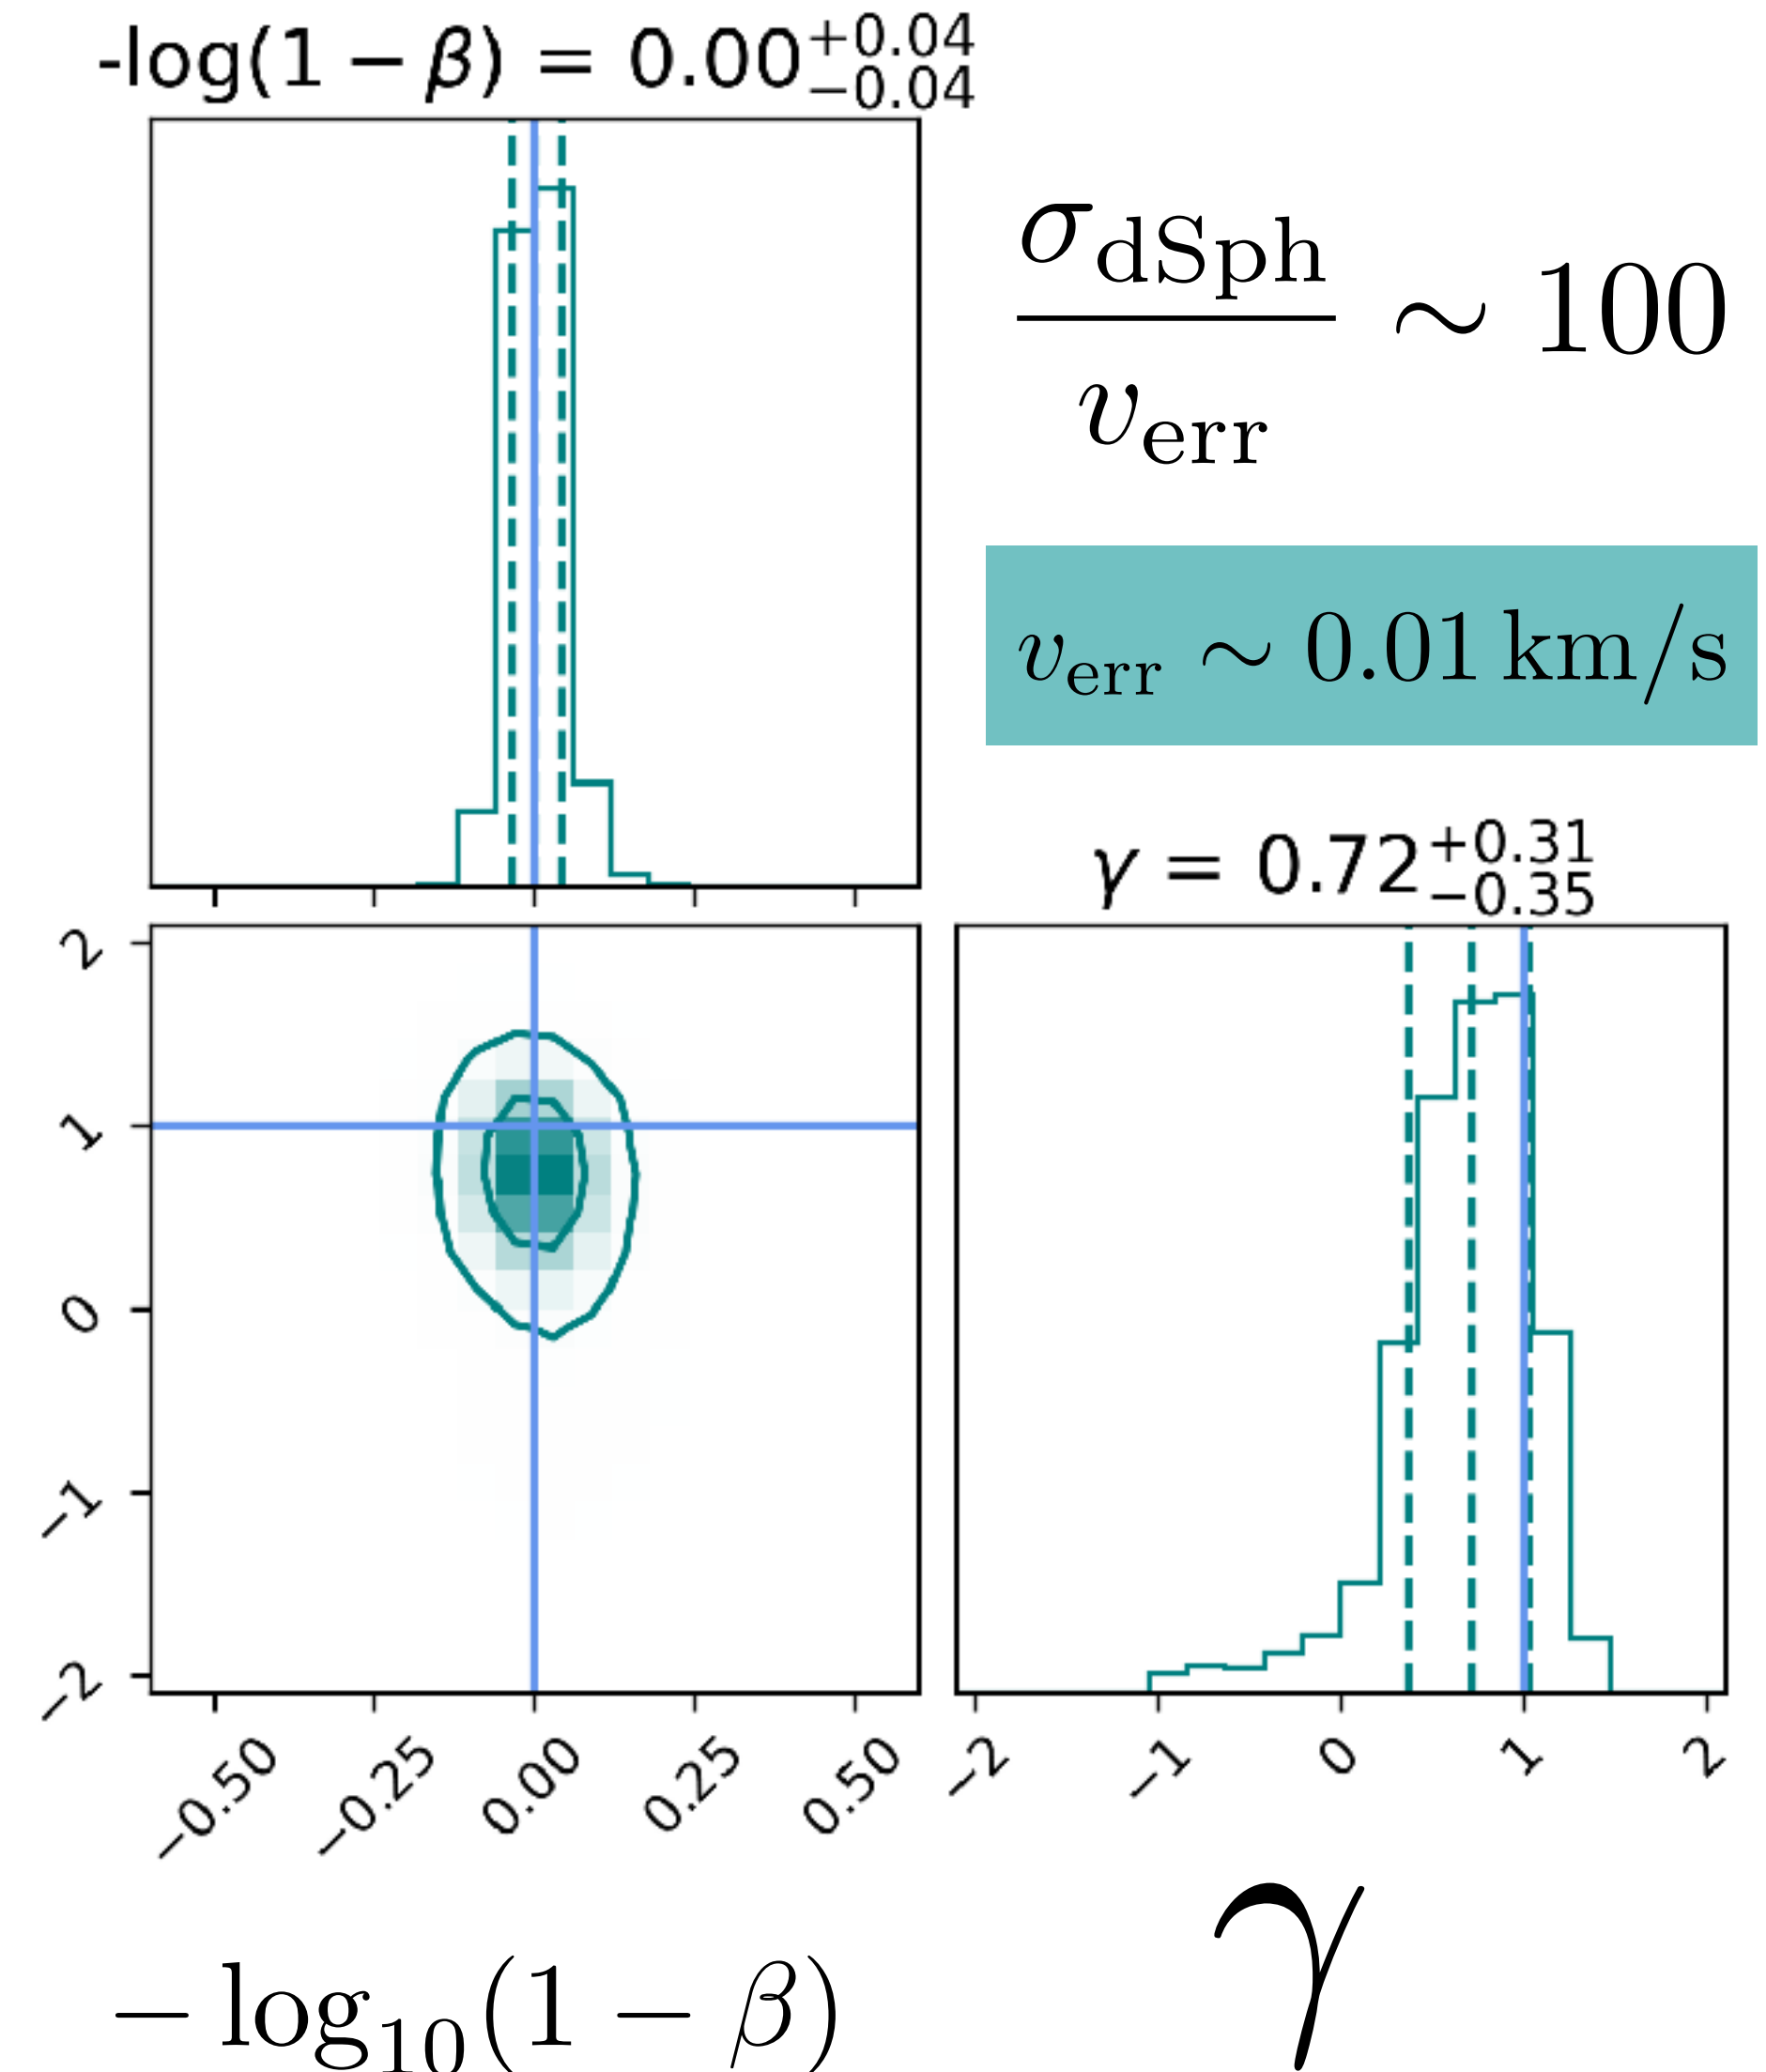 -log(1 − β) = 0.00 +0.04 −0.04
σ_dSph / v_err ∼ 100
v_err ∼ 0.01 km/s
γ = 0.72 +0.31 −0.35
2
1
0
−1
−2
−0.50 −0.25 0.00 0.25 0.50
−2 −1 0 1 2
− log₁₀(1 − β)
γ